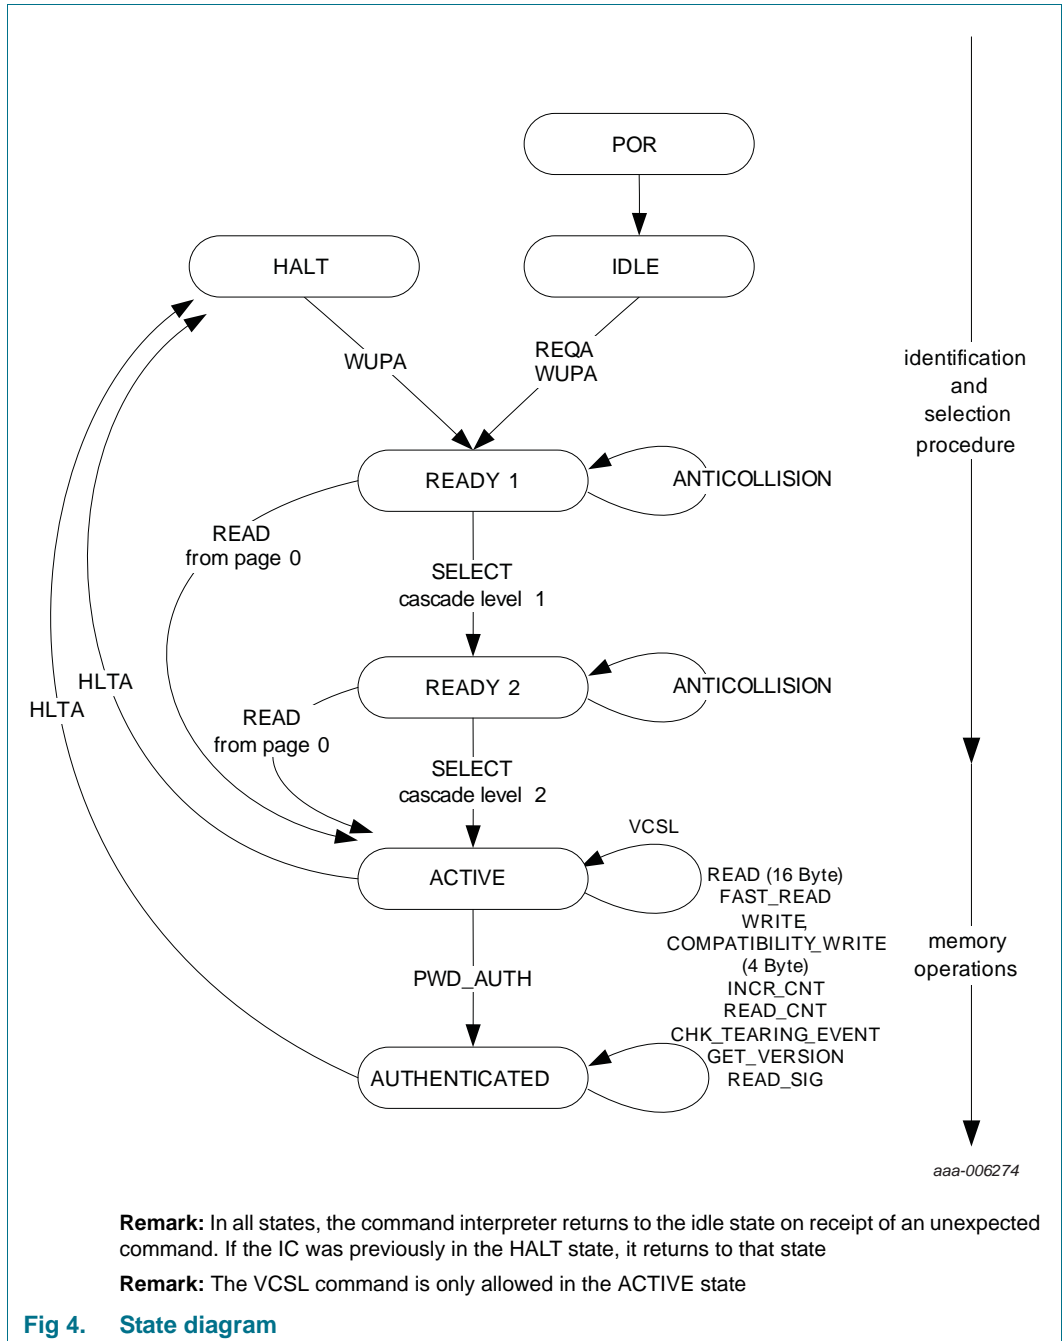 POR
HALT
IDLE
WUPA
REQA
WUPA
identification
and
selection
procedure
READY 1
ANTICOLLISION
READ
from page 0
SELECT
cascade level 1
HLTA
HLTA
READY 2
ANTICOLLISION
READ
from page 0
SELECT
cascade level 2
VCSL
ACTIVE
READ (16 Byte)
FAST_READ
WRITE,
COMPATIBILITY_WRITE
(4 Byte)
INCR_CNT
READ_CNT
CHK_TEARING_EVENT
GET_VERSION
READ_SIG
memory
operations
PWD_AUTH
AUTHENTICATED
aaa-006274
Remark: In all states, the command interpreter returns to the idle state on receipt of an unexpected
command. If the IC was previously in the HALT state, it returns to that state
Remark: The VCSL command is only allowed in the ACTIVE state
Fig 4. State diagram